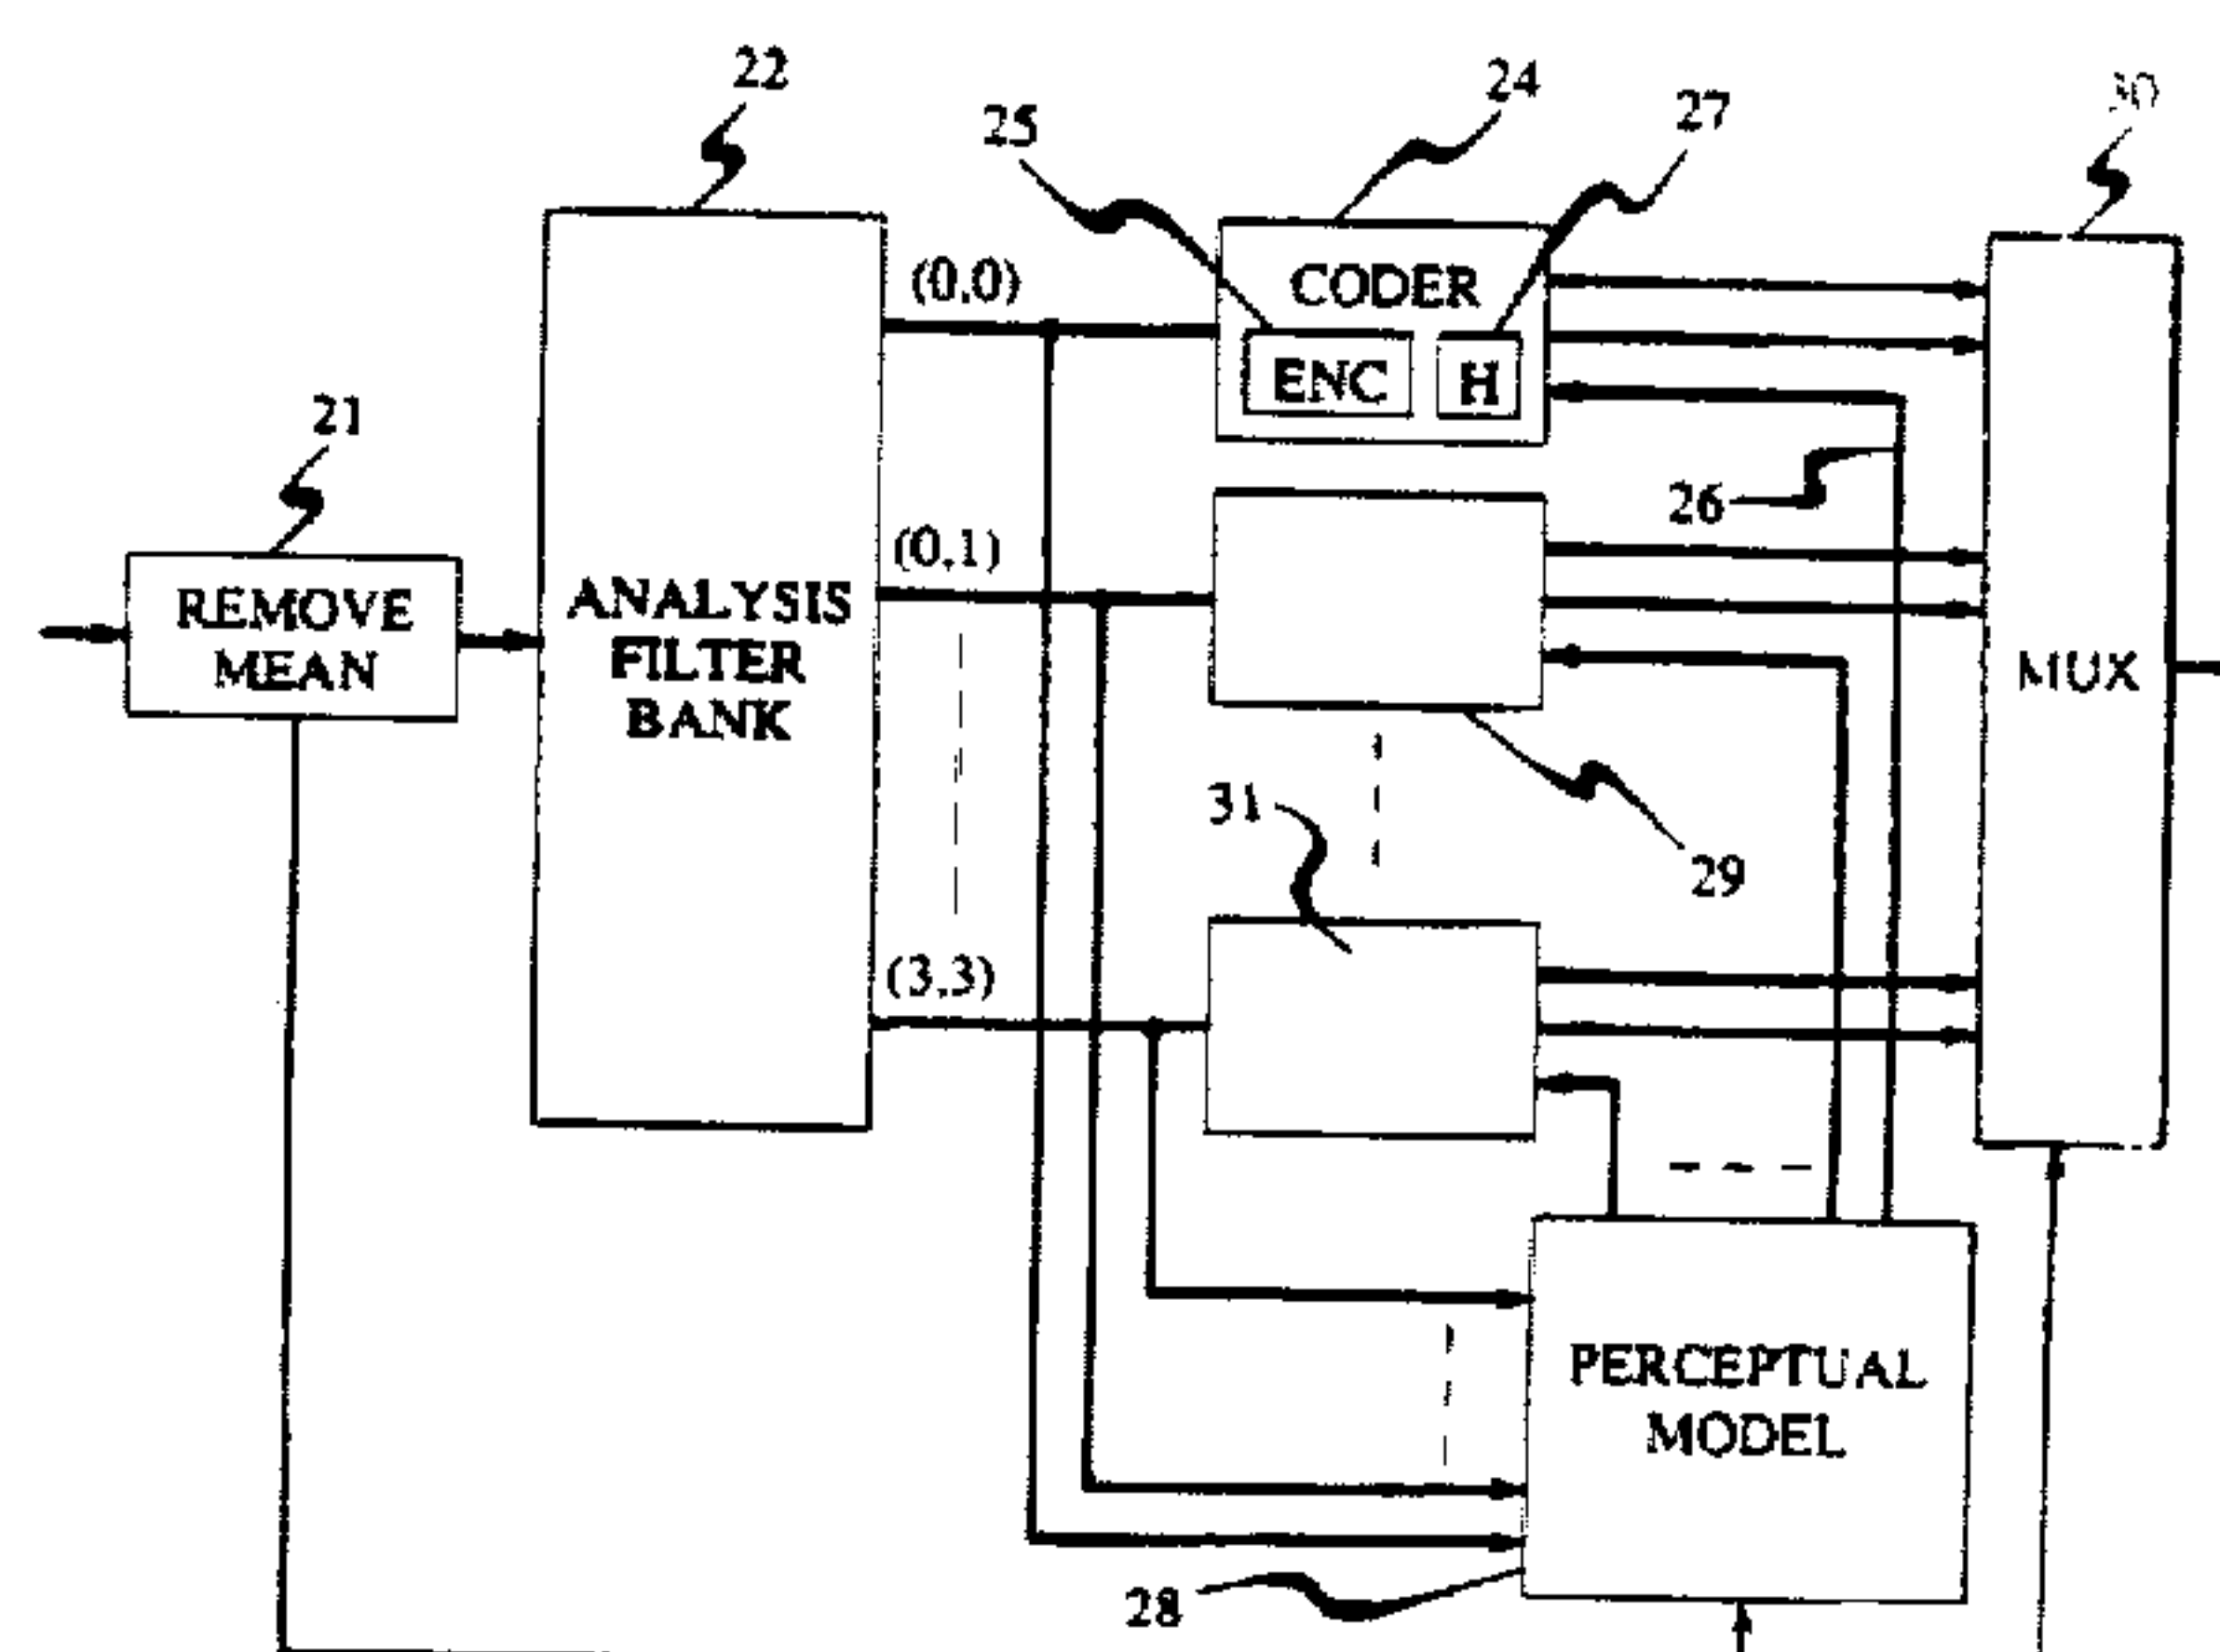 22
25
24
27
30
(0.0)
CODER
ENC
H
21
26
(0,1)
REMOVE
MEAN
ANALYSIS
FILTER
BANK
MUX
31
29
(3.3)
PERCEPTUAL
MODEL
28